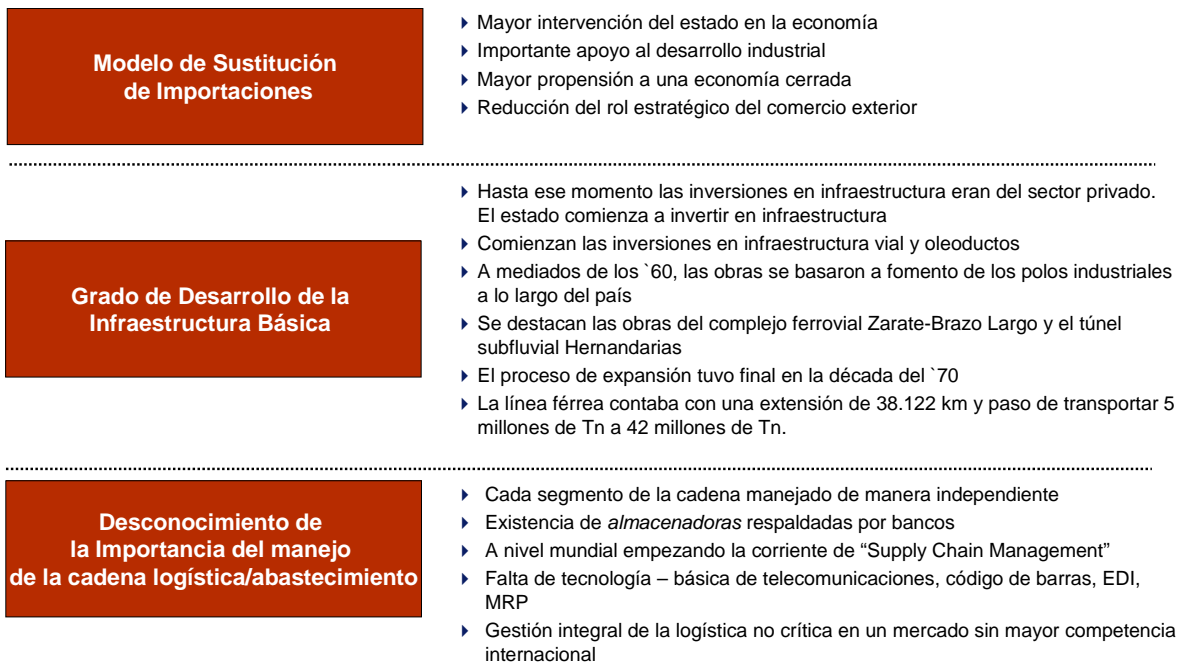 Modelo de Sustitución
de Importaciones
Mayor intervención del estado en la economía
Importante apoyo al desarrollo industrial
Mayor propensión a una economía cerrada
Reducción del rol estratégico del comercio exterior
Grado de Desarrollo de la
Infraestructura Básica
Hasta ese momento las inversiones en infraestructura eran del sector privado.
El estado comienza a invertir en infraestructura
Comienzan las inversiones en infraestructura vial y oleoductos
A mediados de los `60, las obras se basaron a fomento de los polos industriales
a lo largo del país
Se destacan las obras del complejo ferrovial Zarate-Brazo Largo y el túnel
subfluvial Hernandarias
El proceso de expansión tuvo final en la década del `70
La línea férrea contaba con una extensión de 38.122 km y paso de transportar 5
millones de Tn a 42 millones de Tn.
Desconocimiento de
la Importancia del manejo
de la cadena logística/abastecimiento
Cada segmento de la cadena manejado de manera independiente
Existencia de almacenadoras respaldadas por bancos
A nivel mundial empezando la corriente de “Supply Chain Management”
Falta de tecnología – básica de telecomunicaciones, código de barras, EDI,
MRP
Gestión integral de la logística no crítica en un mercado sin mayor competencia
internacional